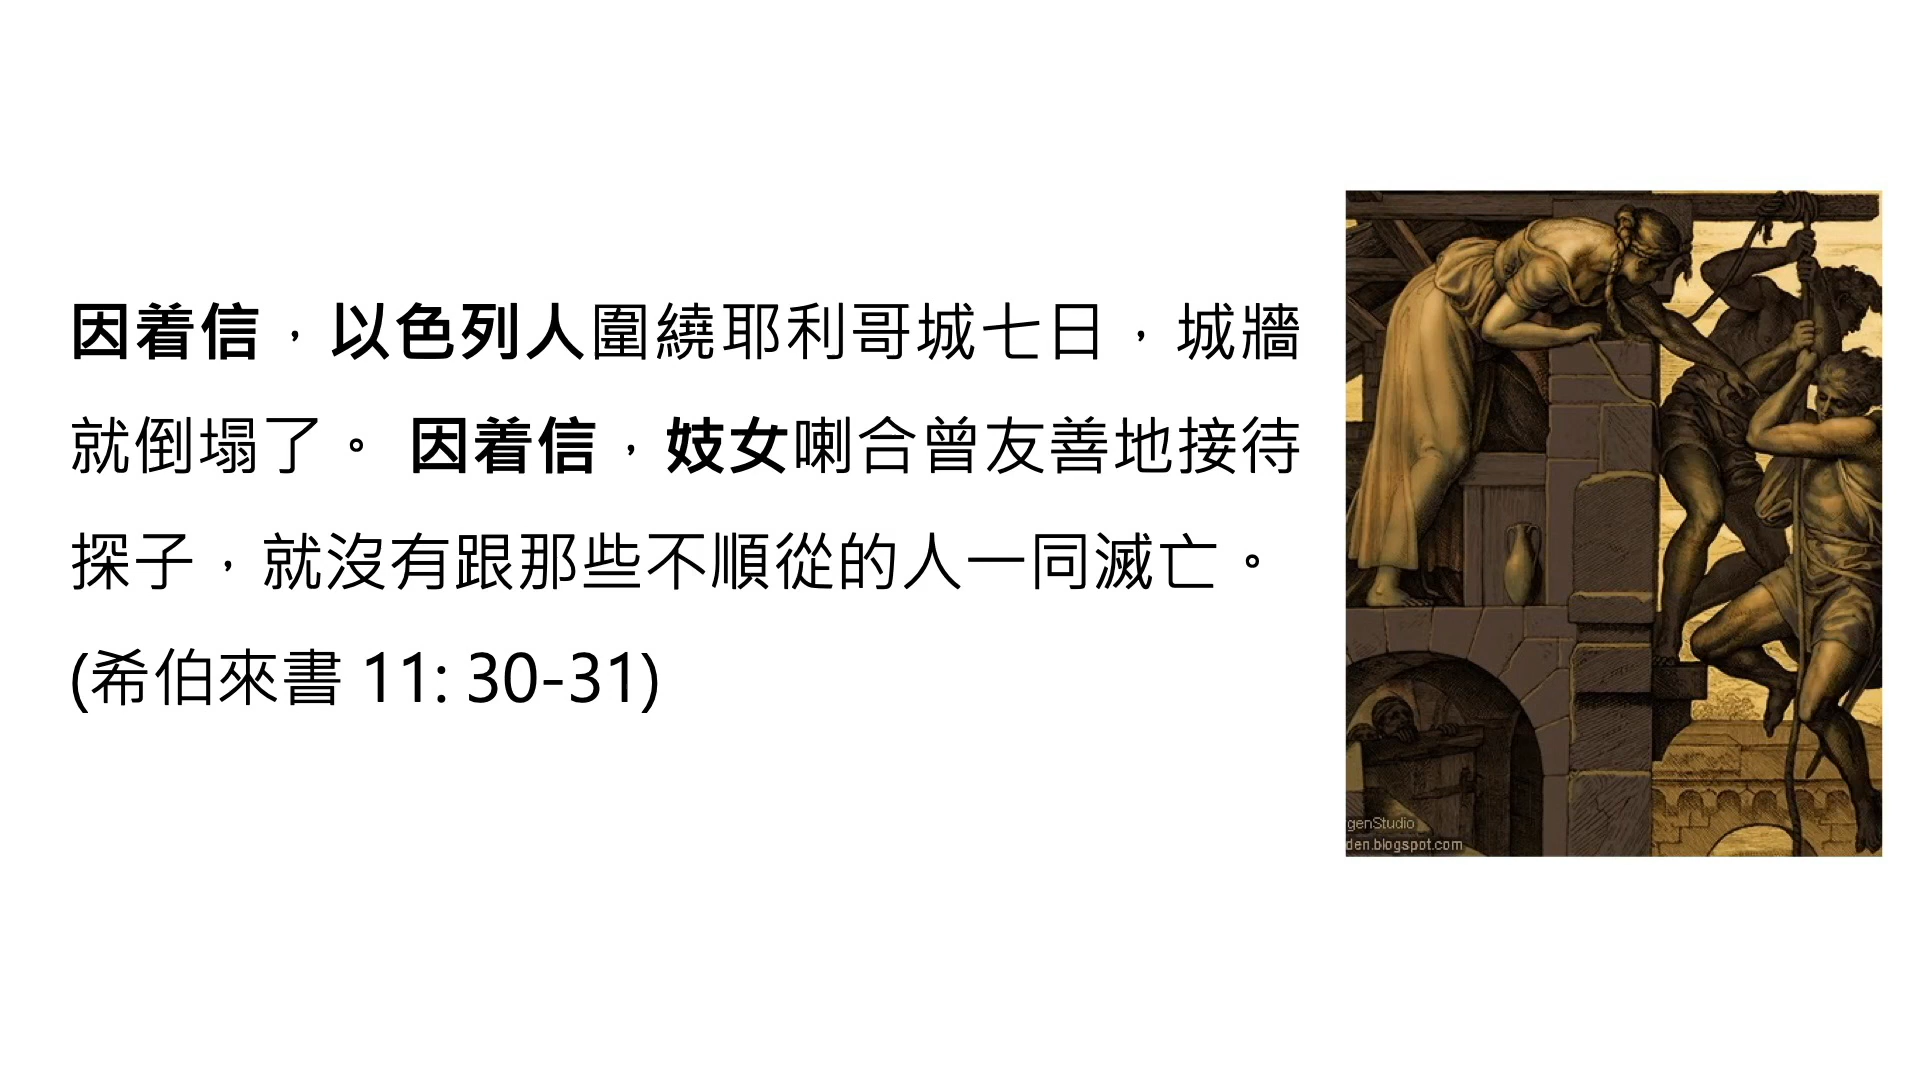 因着信，以色列人圍繞耶利哥城七日，城牆
就倒塌了。 因着信，妓女喇合曾友善地接待
探子，就沒有跟那些不順從的人一同滅亡。
(希伯來書 11: 30-31)
genStudio
den.blogspot.com